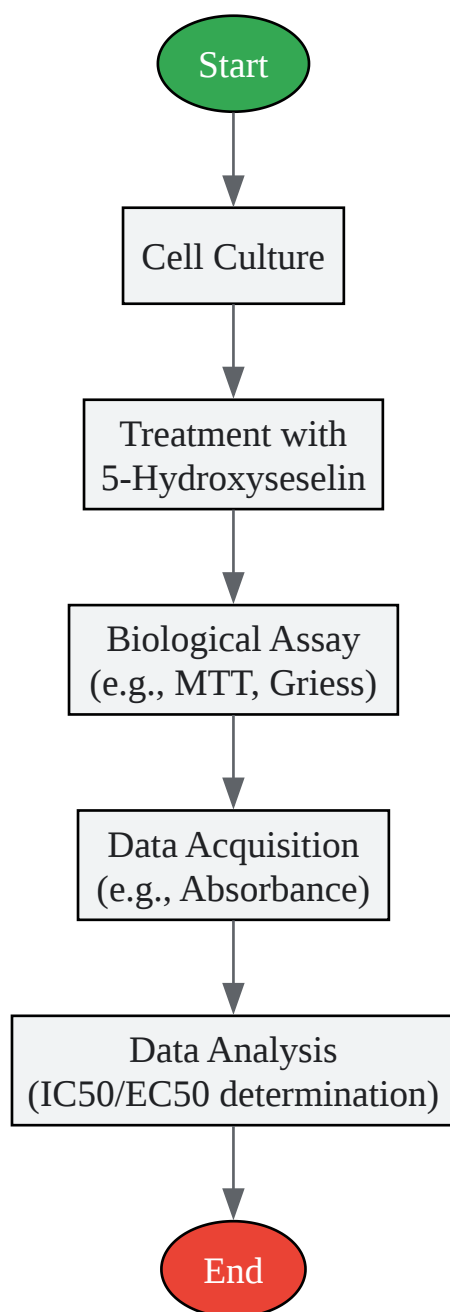 Start
Cell Culture
Treatment with
5-Hydroxyseselin
Biological Assay
(e.g., MTT, Griess)
Data Acquisition
(e.g., Absorbance)
Data Analysis
(IC50/EC50 determination)
End